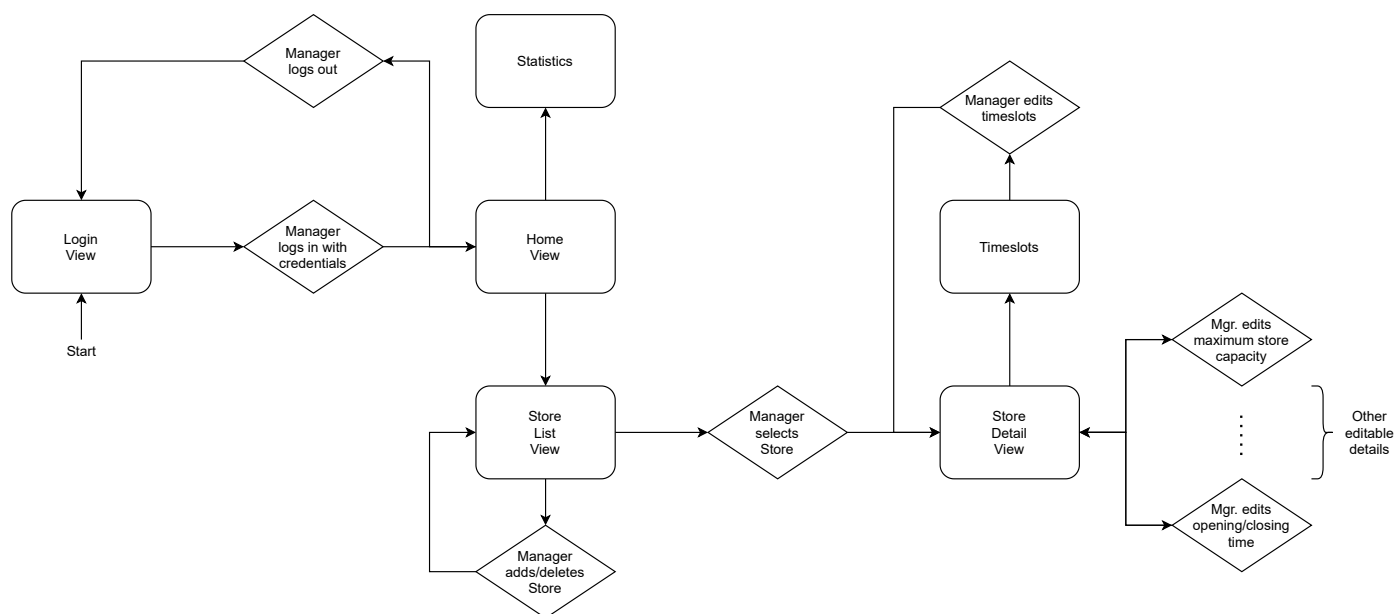 Manager
logs out
Statistics
Manager edits
timeslots
Login
View
Manager
logs in with
credentials
Home
View
Timeslots
Start
Mgr. edits
maximum store
capacity
Store
List
View
Manager
selects
Store
Store
Detail
View
Other
editable
details
Manager
adds/deletes
Store
Mgr. edits
opening/closing
time